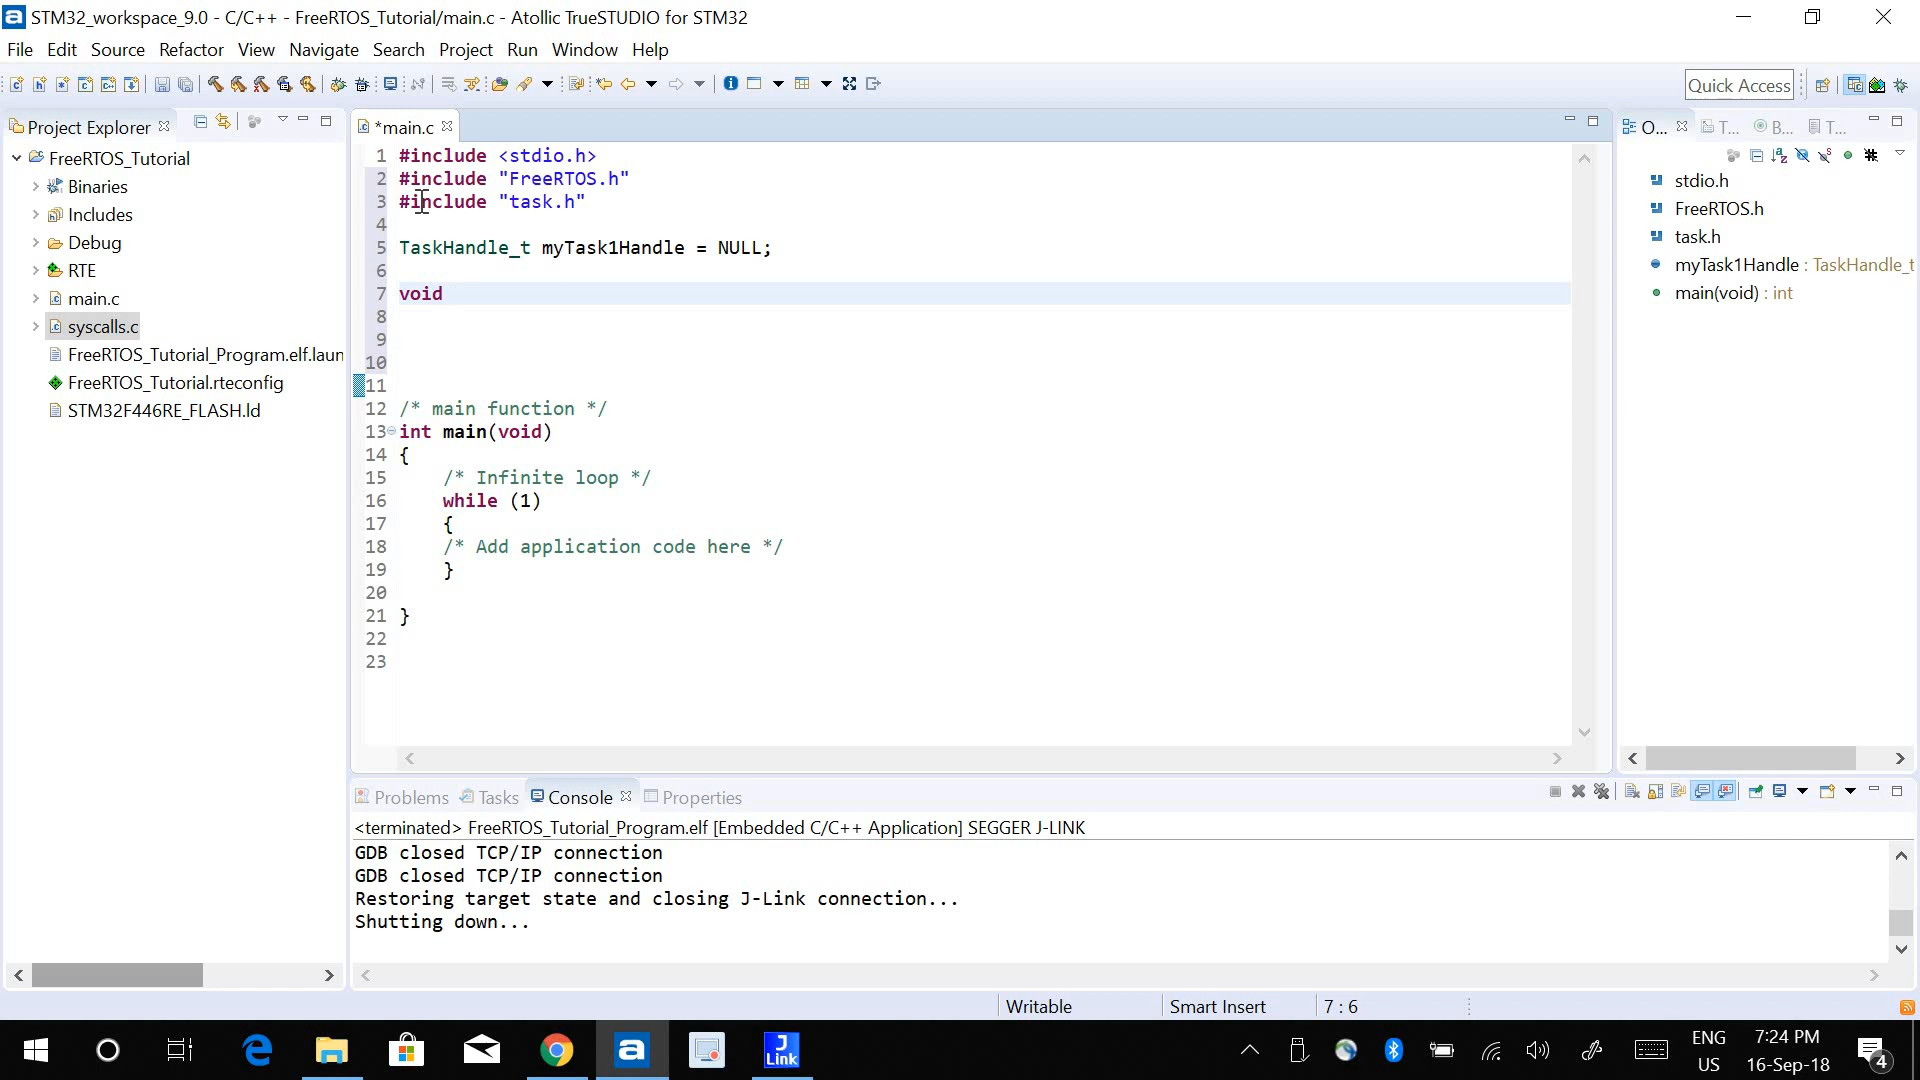 STM32_workspace_9.0 - C/C++ - FreeRTOS_Tutorial/main.c - Atollic TrueSTUDIO for STM32
File Edit Source Refactor View Navigate Search Project Run Window Help
Quick Access
Project Explorer
FreeRTOS_Tutorial
Binaries
Includes
Debug
RTE
main.c
syscalls.c
FreeRTOS_Tutorial_Program.elf.laun
FreeRTOS_Tutorial.rteconfig
STM32F446RE_FLASH.ld
*main.c
1 #include <stdio.h>
2 #include "FreeRTOS.h"
3 #include "task.h"
4
5 TaskHandle_t myTask1Handle = NULL;
6
7 void
8
9
10
11
12 /* main function */
13 int main(void)
14 {
15 /* Infinite loop */
16 while (1)
17 {
18 /* Add application code here */
19 }
20
21 }
22
23
O... T... B... T...
stdio.h
FreeRTOS.h
task.h
myTask1Handle : TaskHandle_t
main(void) : int
Problems Tasks Console Properties
<terminated> FreeRTOS_Tutorial_Program.elf [Embedded C/C++ Application] SEGGER J-LINK
GDB closed TCP/IP connection
GDB closed TCP/IP connection
Restoring target state and closing J-Link connection...
Shutting down...
Writable Smart Insert 7 : 6
J
Link
ENG
US
7:24 PM
16-Sep-18
4